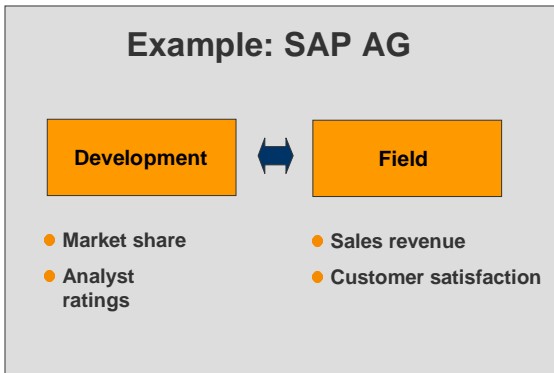 Example: SAP AG
Development
Field
Market share
Analyst
ratings
Sales revenue
Customer satisfaction